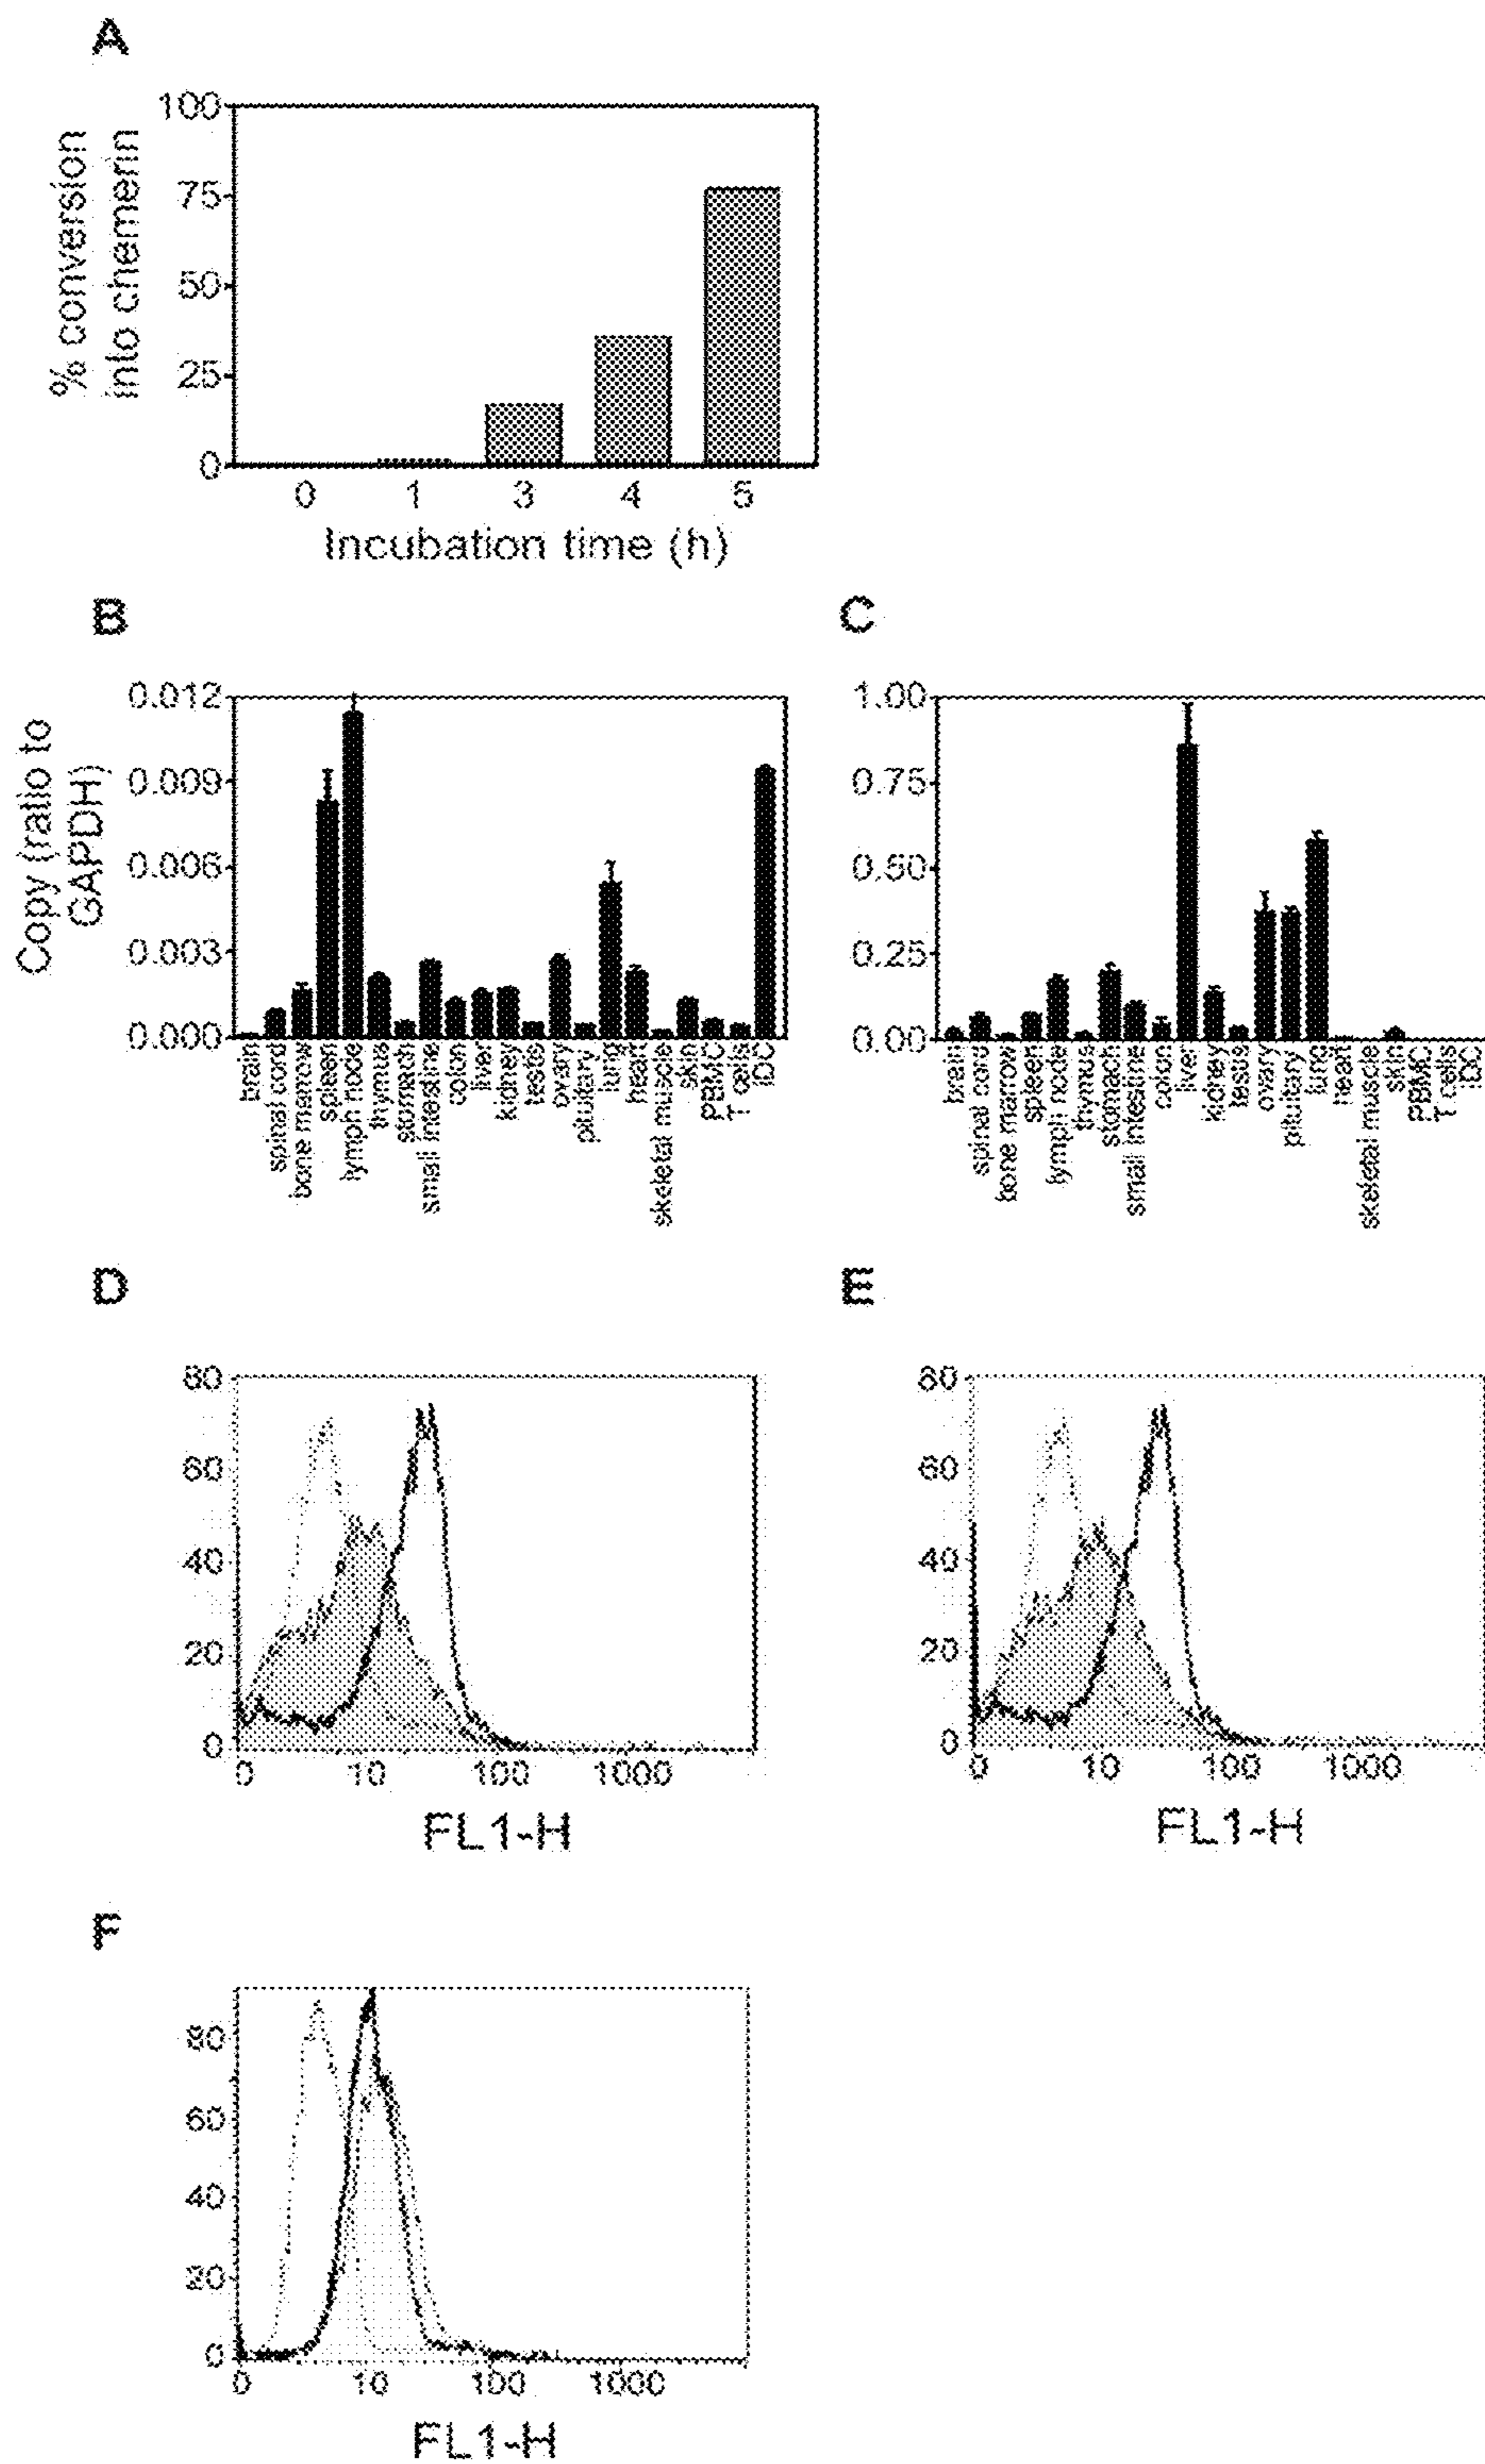 A
100
75
50
25
0
% conversion
into chemerin
0 1 3 4 5
Incubation time (h)
B
0.012
0.009
0.006
0.003
0.000
Copy (ratio to
GAPDH)
brain
spinal cord
bone marrow
spleen
lymph node
thymus
stomach
small intestine
colon
liver
kidney
testis
ovary
pituitary
lung
heart
skeletal muscle
skin
PBMC
T cells
iDC
C
1.00
0.75
0.50
0.25
0.00
brain
spinal cord
bone marrow
spleen
lymph node
thymus
stomach
small intestine
colon
liver
kidney
testis
ovary
pituitary
lung
heart
skeletal muscle
skin
PBMC
T cells
iDC
D
80
60
40
20
0
0 10 100 1000
FL1-H
E
80
60
40
20
0
0 10 100 1000
FL1-H
F
80
60
40
20
0
0 10 100 1000
FL1-H